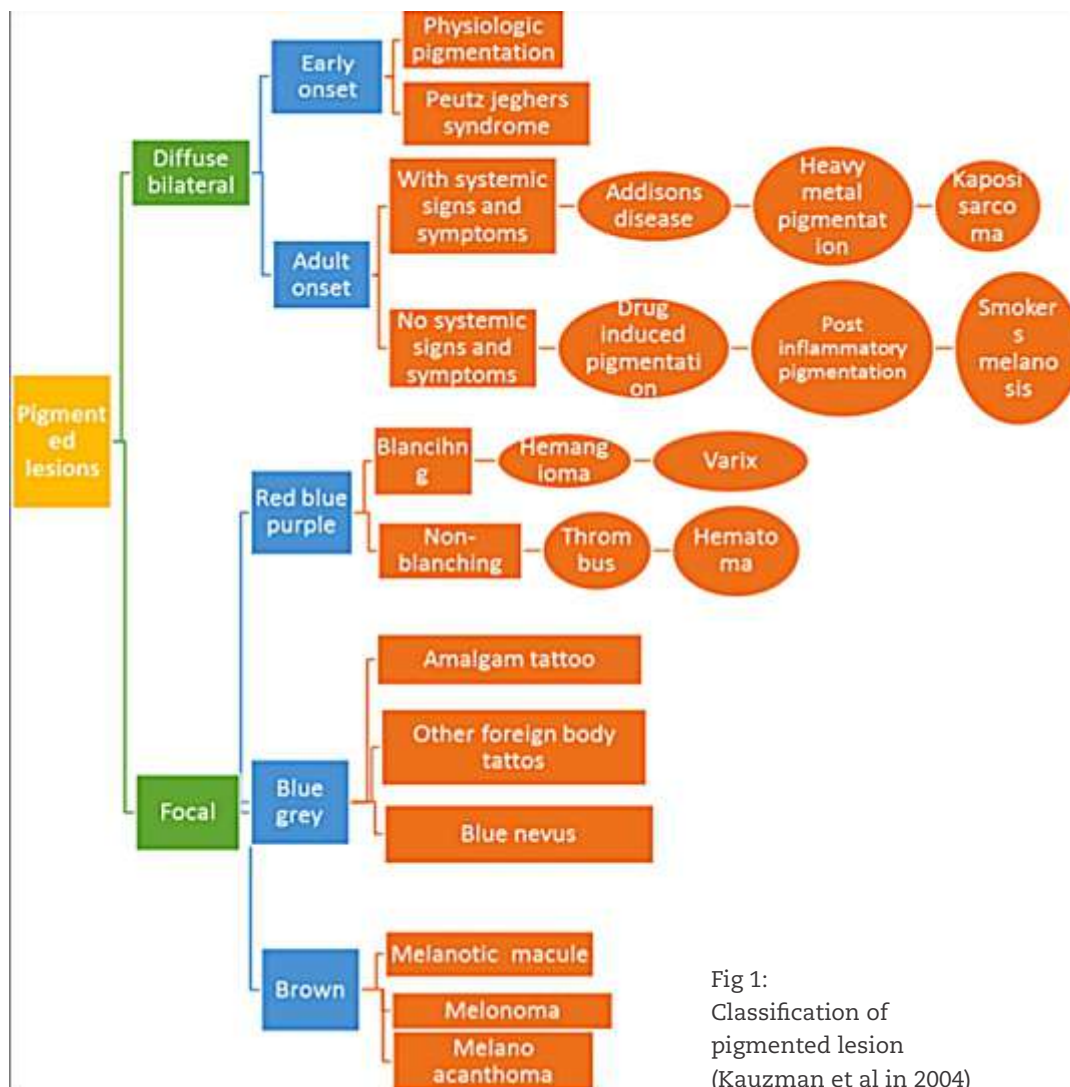 Physiologic
pigmentation
Early
onset
Peutz jeghers
syndrome
Diffuse
bilateral
With systemic
signs and
symptoms
Addisons
disease
Heavy
metal
pigmentat
ion
Kaposi
sarco
ma
Adult
onset
No systemic
signs and
symptoms
Drug
induced
pigmentati
on
Post
inflammatory
pigmentation
Smoker
s
melano
sis
Pigment
ed
lesions
Blancihn
g
Hemang
ioma
Varix
Red blue
purple
Non-
blanching
Throm
bus
Hemato
ma
Amalgam tattoo
Other foreign body
tattos
Focal
Blue
grey
Blue nevus
Melanotic macule
Brown
Melonoma
Melano
acanthoma
Fig 1:
Classification of
pigmented lesion
(Kauzman et al in 2004)